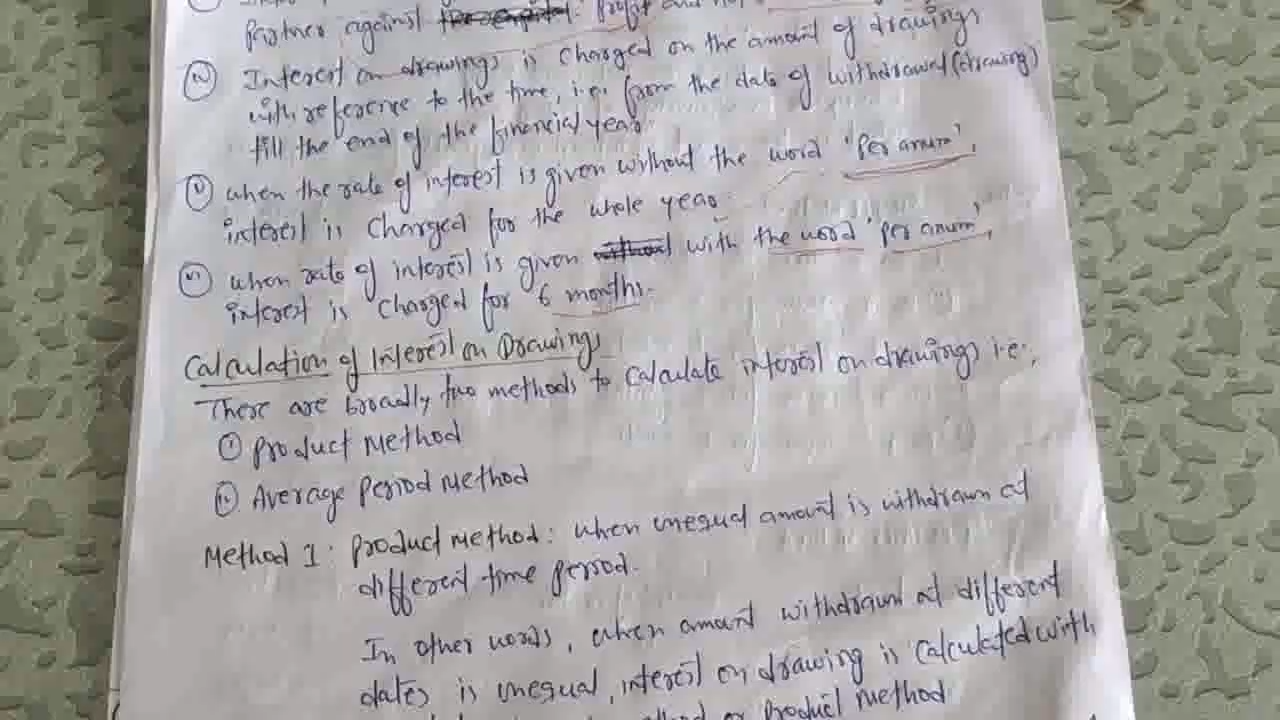 Partner against Profit and
(iv) Interest on drawings is charged on the amount of drawings
with reference to the time, i.e. from the date of withdrawal (drawing)
till the end of the financial year.
(v) when the rate of interest is given without the word 'Per anum',
interest is charged for the whole year.
(vi) when rate of interest is given with the word 'per anum',
interest is charged for 6 months.
Calculation of Interest on Drawings
There are broadly two methods to calculate interest on drawings i.e.,
(i) Product Method
(ii) Average Period Method
Method 1: Product Method: when unequal amount is withdrawn at
different time period.
In other words, when amount withdrawn at different
dates is unequal, interest on drawing is calculated with
or product method